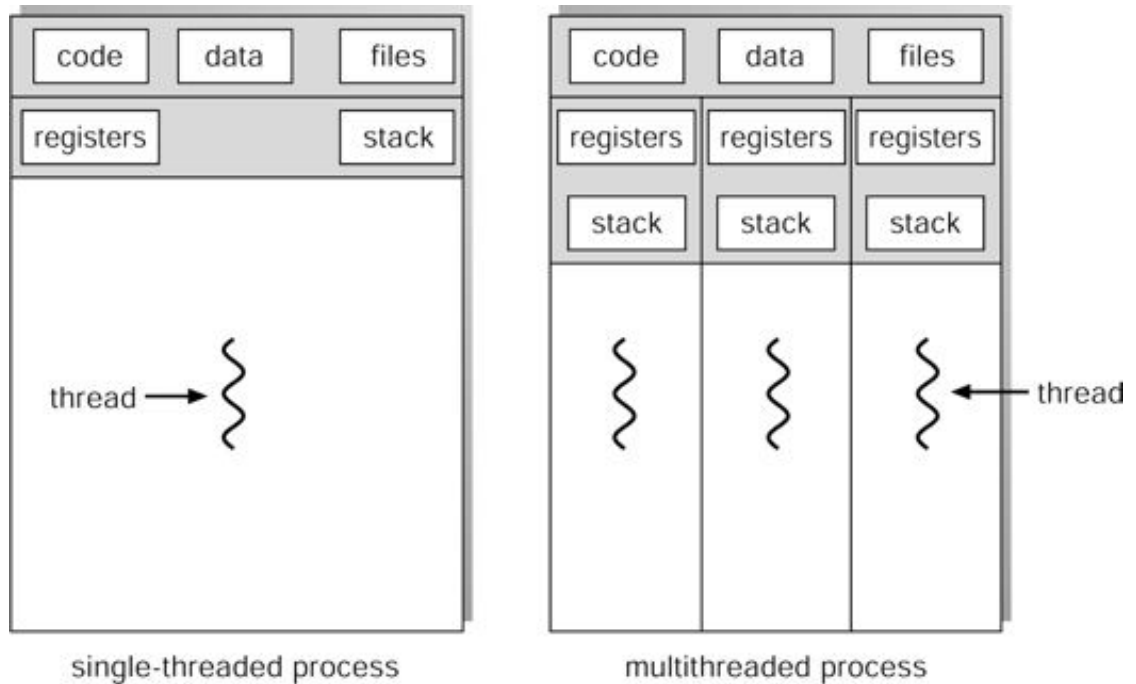 code data files
registers stack
thread
single-threaded process
code data files
registers registers registers
stack stack stack
thread
multithreaded process